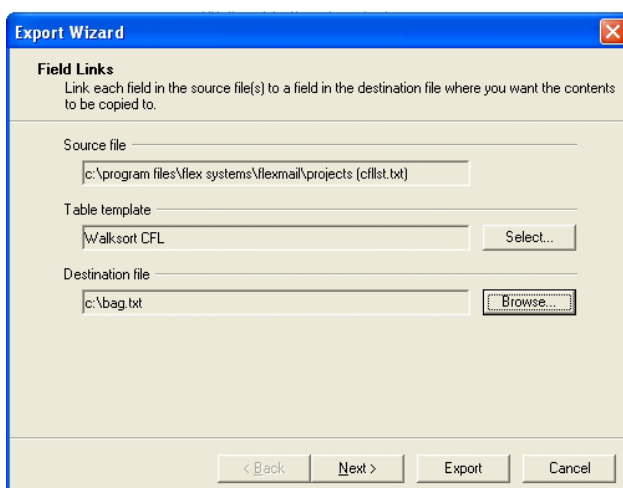 Export Wizard
Field Links
Link each field in the source file(s) to a field in the destination file where you want the contents
to be copied to.
Source file
c:\program files\flex systems\flexmail\projects (cfllst.txt)
Table template
Walksort CFL
Select...
Destination file
c:\bag.txt
Browse...
< Back
Next >
Export
Cancel